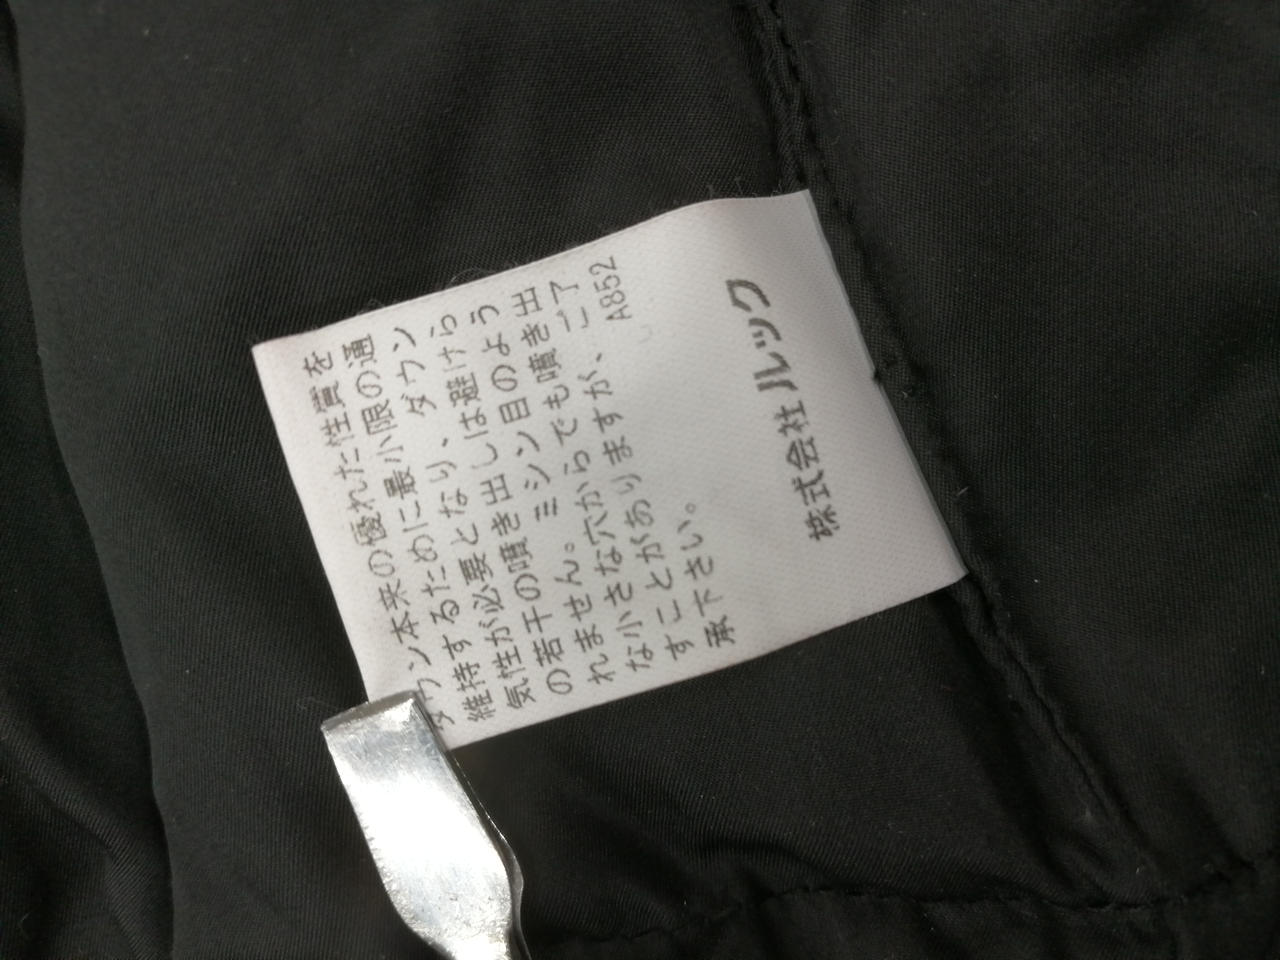 ダウン本来の優れた性質を
維持するために最小限の通
気性が必要となり、ダウン
の若干の噴き出しは避けら
れません。ミシン目のよう
な小さな穴からでも噴き出
すことがありますが、ご了
承下さい。
A852
株式会社ルック